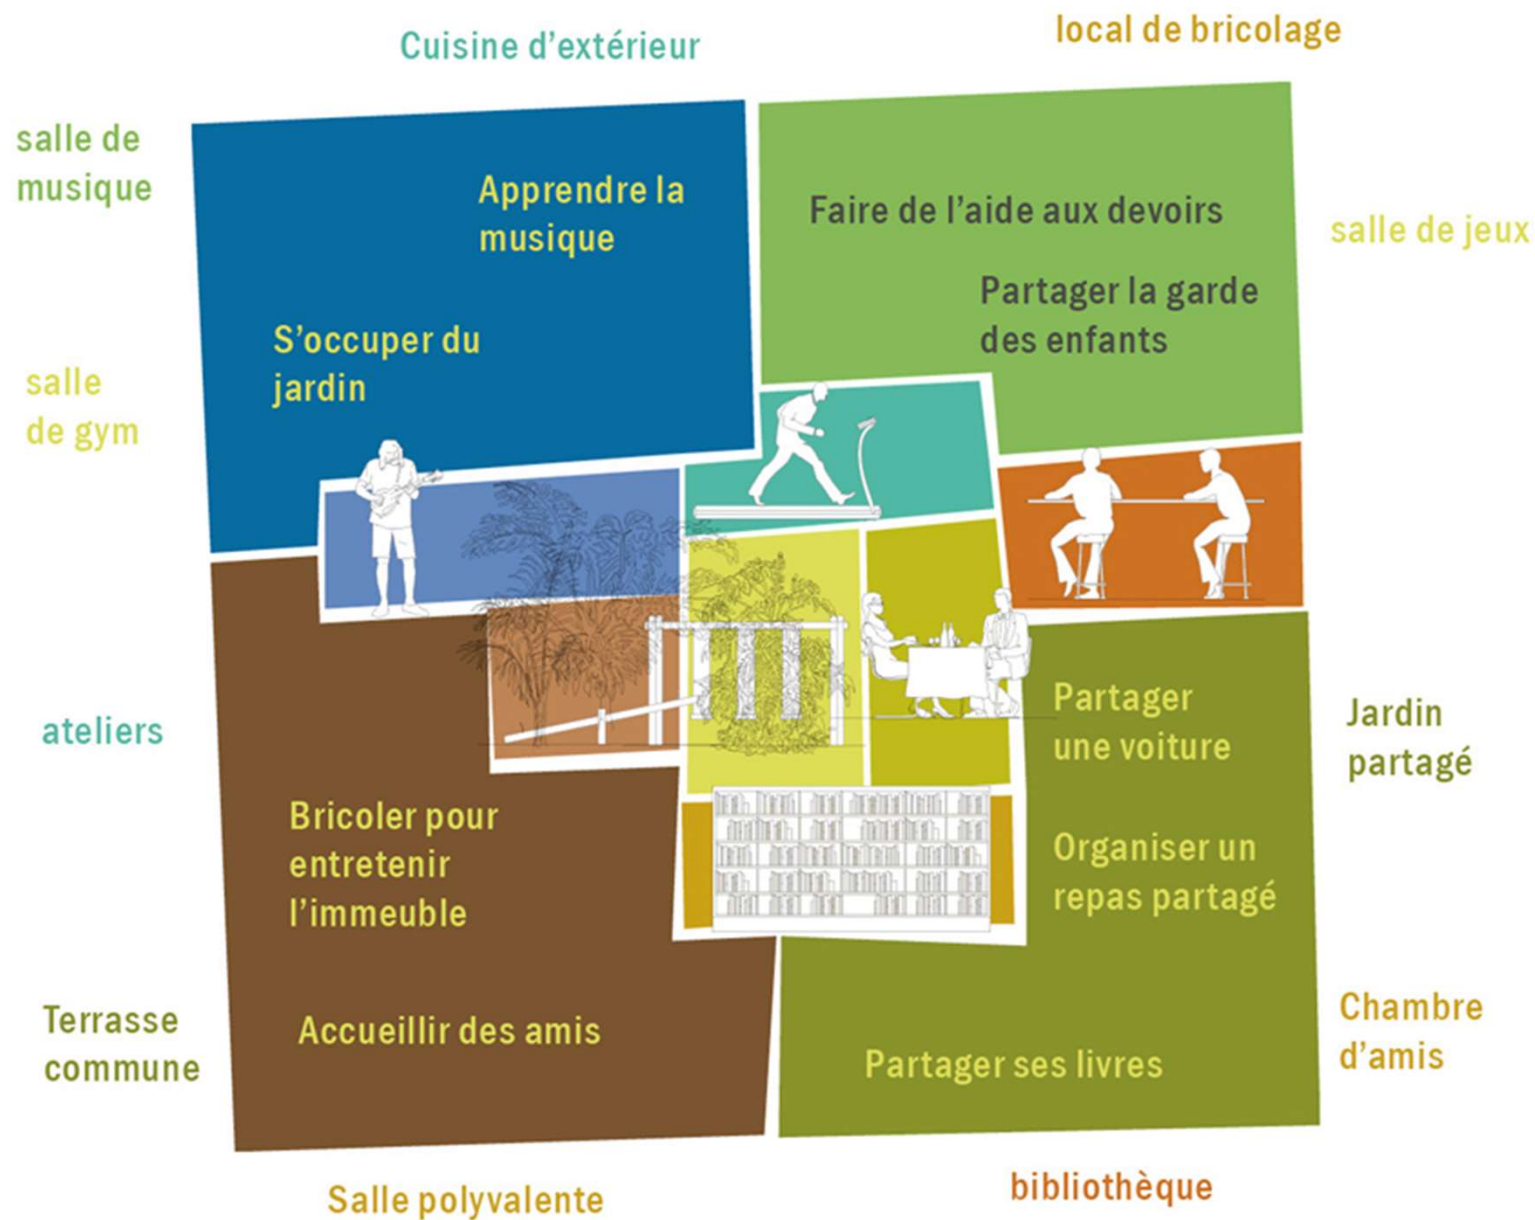 Cuisine d'extérieur
local de bricolage
salle de
musique
Apprendre la
musique
Faire de l'aide aux devoirs
salle de jeux
Partager la garde
des enfants
S'occuper du
jardin
salle
de gym
Partager
une voiture
Jardin
partagé
ateliers
Bricoler pour
entretenir
l'immeuble
Organiser un
repas partagé
Terrasse
commune
Accueillir des amis
Partager ses livres
Chambre
d'amis
Salle polyvalente
bibliothèque